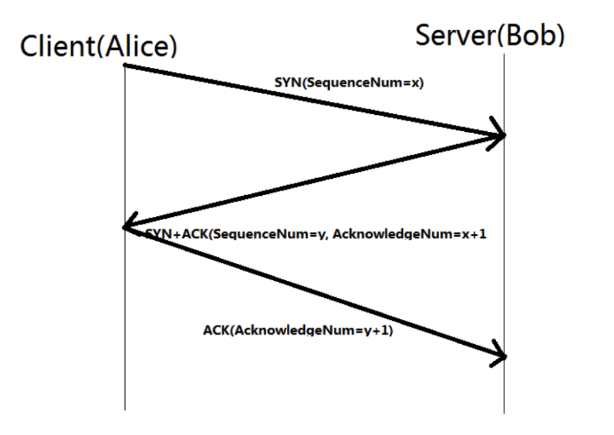 Client(Alice)
Server(Bob)
SYN(SequenceNum=x)
SYN+ACK(SequenceNum=y, AcknowledgeNum=x+1
ACK(AcknowledgeNum=y+1)